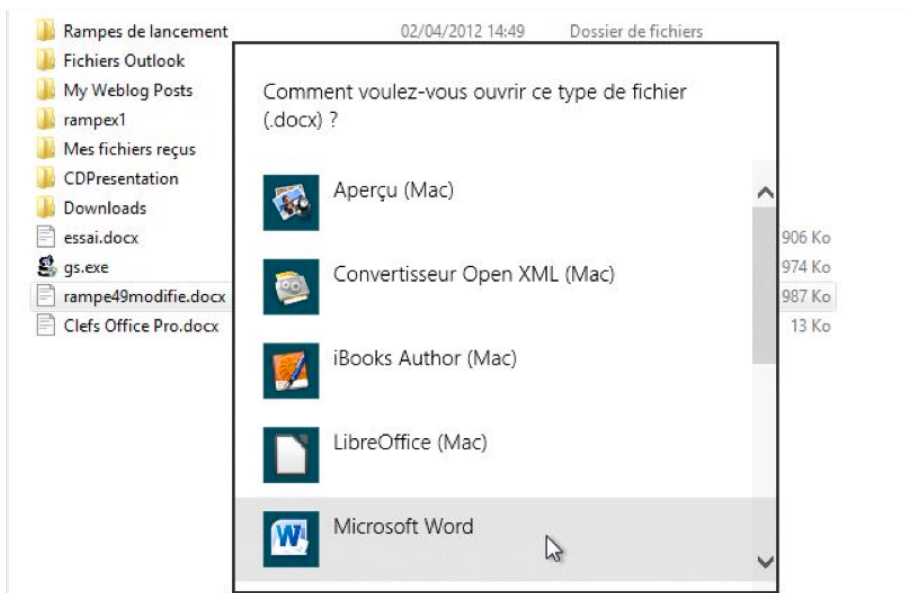 Rampes de lancement 02/04/2012 14:49 Dossier de fichiers
Fichiers Outlook
My Weblog Posts
rampex1
Mes fichiers reçus
CDPresentation
Downloads
essai.docx 906 Ko
gs.exe 974 Ko
rampe49modifie.docx 987 Ko
Clefs Office Pro.docx 13 Ko
Comment voulez-vous ouvrir ce type de fichier
(.docx) ?
Aperçu (Mac)
Convertisseur Open XML (Mac)
iBooks Author (Mac)
LibreOffice (Mac)
Microsoft Word